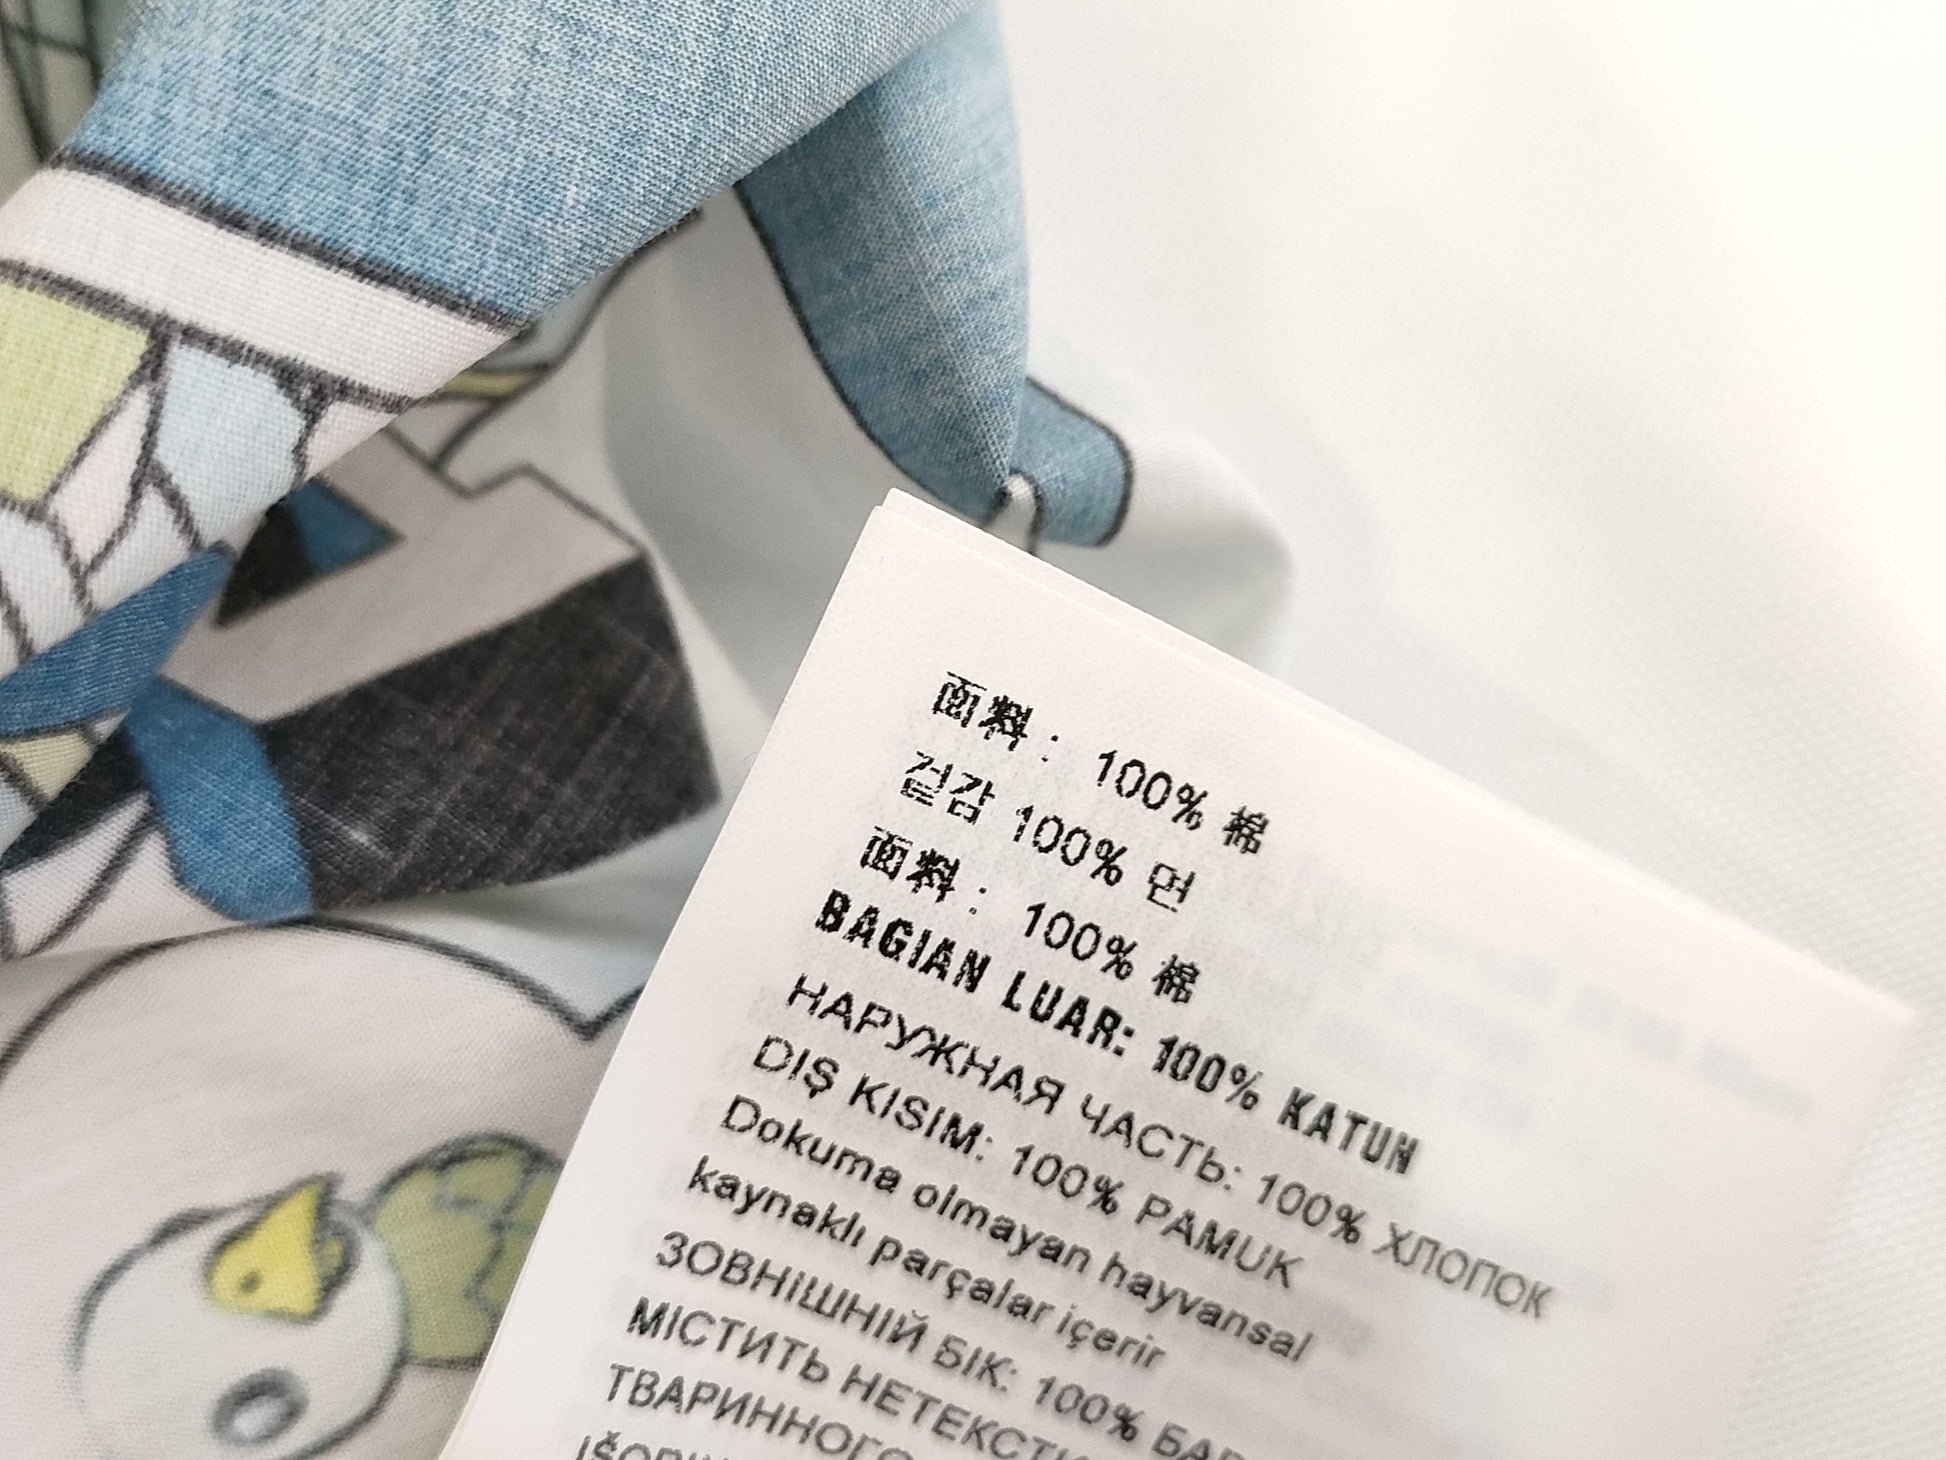 面料： 100% 棉
겉감 100% 면
面料： 100% 棉
BAGIAN LUAR: 100% KATUN
НАРУЖНАЯ ЧАСТЬ: 100% ХЛОПОК
DIŞ KISIM: 100% PAMUK
Dokuma olmayan hayvansal
kaynaklı parçalar içerir
ЗОВНІШНІЙ БІК: 100%
МІСТИТЬ
ТВАРИННОГО